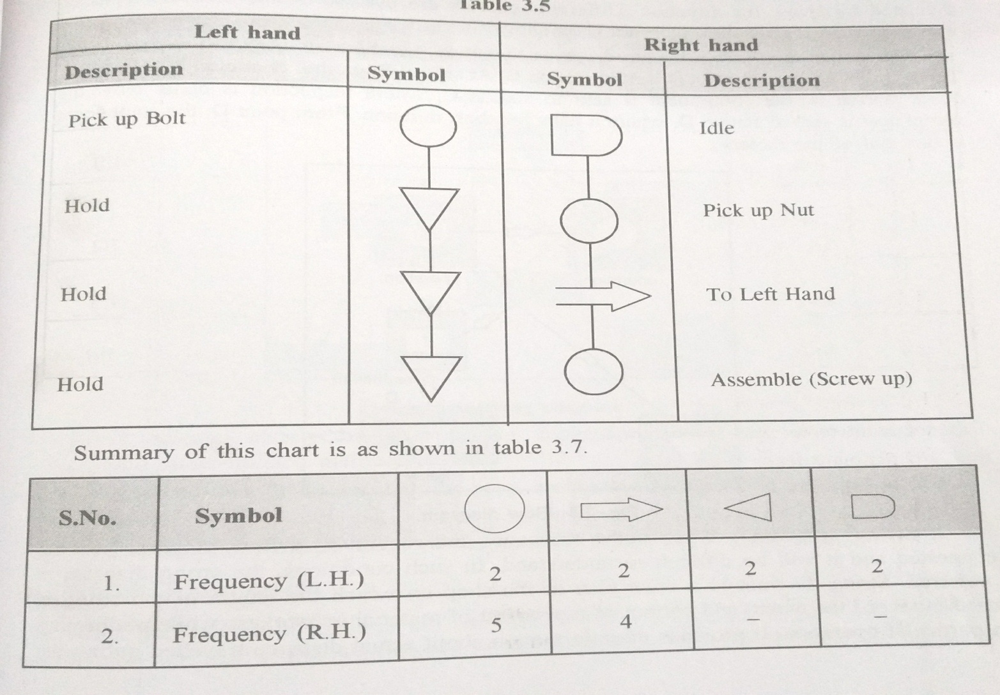 Table 3.5
Left hand Right hand
Description Symbol Symbol Description
Pick up Bolt Idle
Hold Pick up Nut
Hold To Left Hand
Hold Assemble (Screw up)
Summary of this chart is as shown in table 3.7.
S.No. Symbol
1. Frequency (L.H.) 2 2 2 2
2. Frequency (R.H.) 5 4 – –